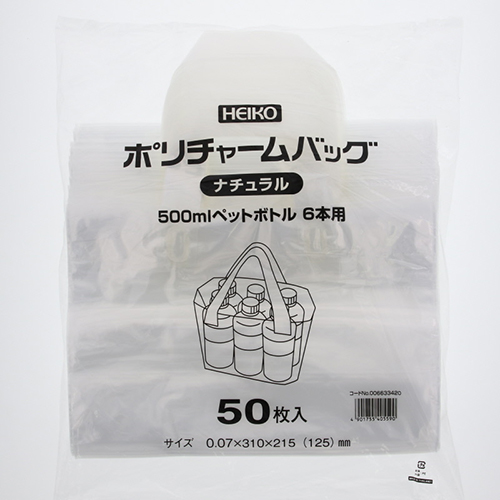 HEIKO
ポリチャームバッグ
ナチュラル
500mlペットボトル 6本用
コードNo.006633420
4901755405590
50枚入
サイズ 0.07×310×215（125）mm